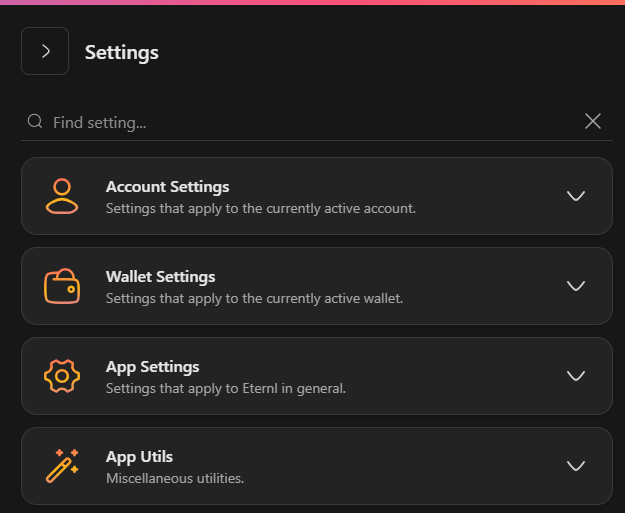 Settings
Find setting...
Account Settings
Settings that apply to the currently active account.
Wallet Settings
Settings that apply to the currently active wallet.
App Settings
Settings that apply to Eternl in general.
App Utils
Miscellaneous utilities.